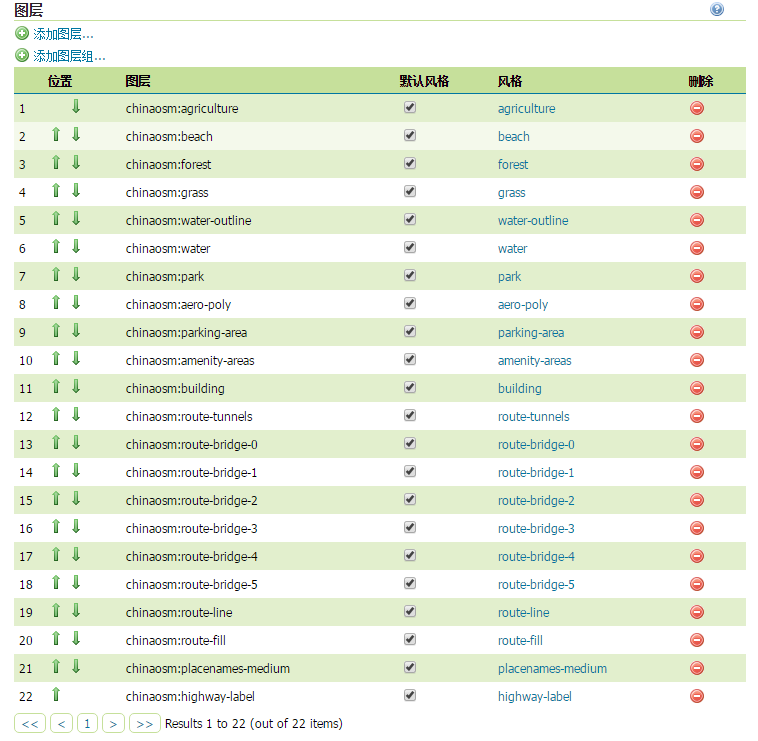 图层
添加图层...
添加图层组...
位置 图层 默认风格 风格 删除
1 chinaosm:agriculture agriculture
2 chinaosm:beach beach
3 chinaosm:forest forest
4 chinaosm:grass grass
5 chinaosm:water-outline water-outline
6 chinaosm:water water
7 chinaosm:park park
8 chinaosm:aero-poly aero-poly
9 chinaosm:parking-area parking-area
10 chinaosm:amenity-areas amenity-areas
11 chinaosm:building building
12 chinaosm:route-tunnels route-tunnels
13 chinaosm:route-bridge-0 route-bridge-0
14 chinaosm:route-bridge-1 route-bridge-1
15 chinaosm:route-bridge-2 route-bridge-2
16 chinaosm:route-bridge-3 route-bridge-3
17 chinaosm:route-bridge-4 route-bridge-4
18 chinaosm:route-bridge-5 route-bridge-5
19 chinaosm:route-line route-line
20 chinaosm:route-fill route-fill
21 chinaosm:placenames-medium placenames-medium
22 chinaosm:highway-label highway-label
<< < 1 > >> Results 1 to 22 (out of 22 items)